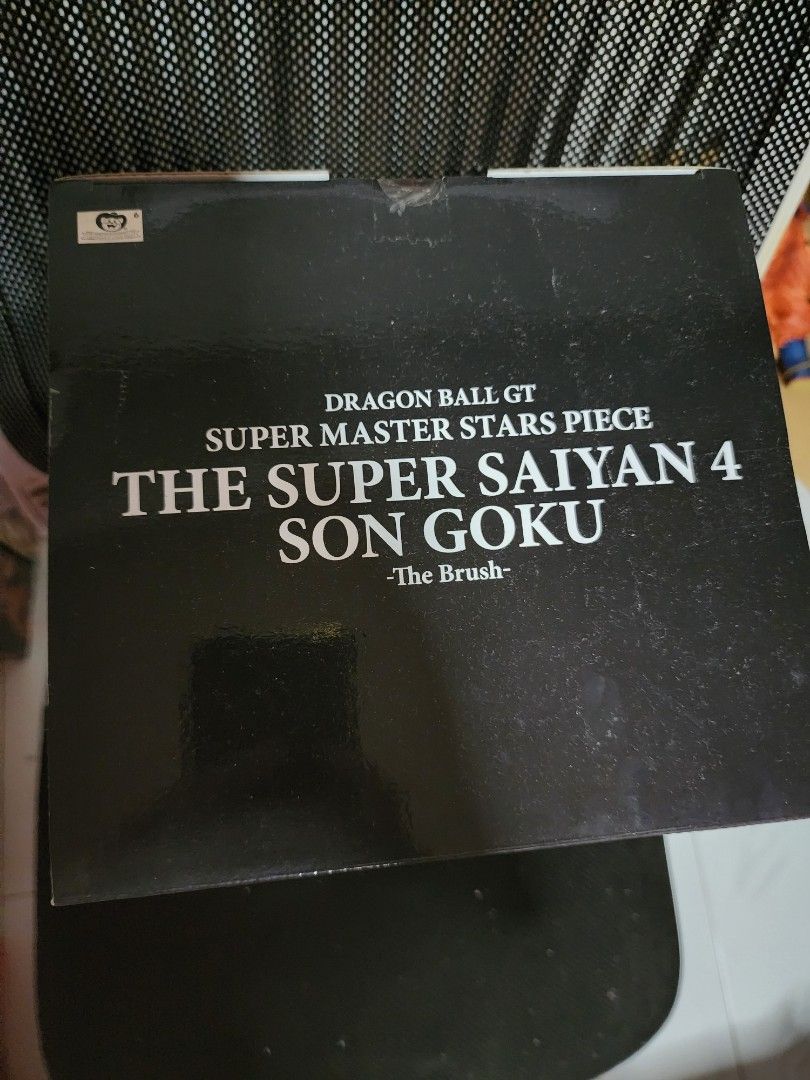 DRAGON BALL GT
SUPER MASTER STARS PIECE
THE SUPER SAIYAN 4
SON GOKU
-The Brush-